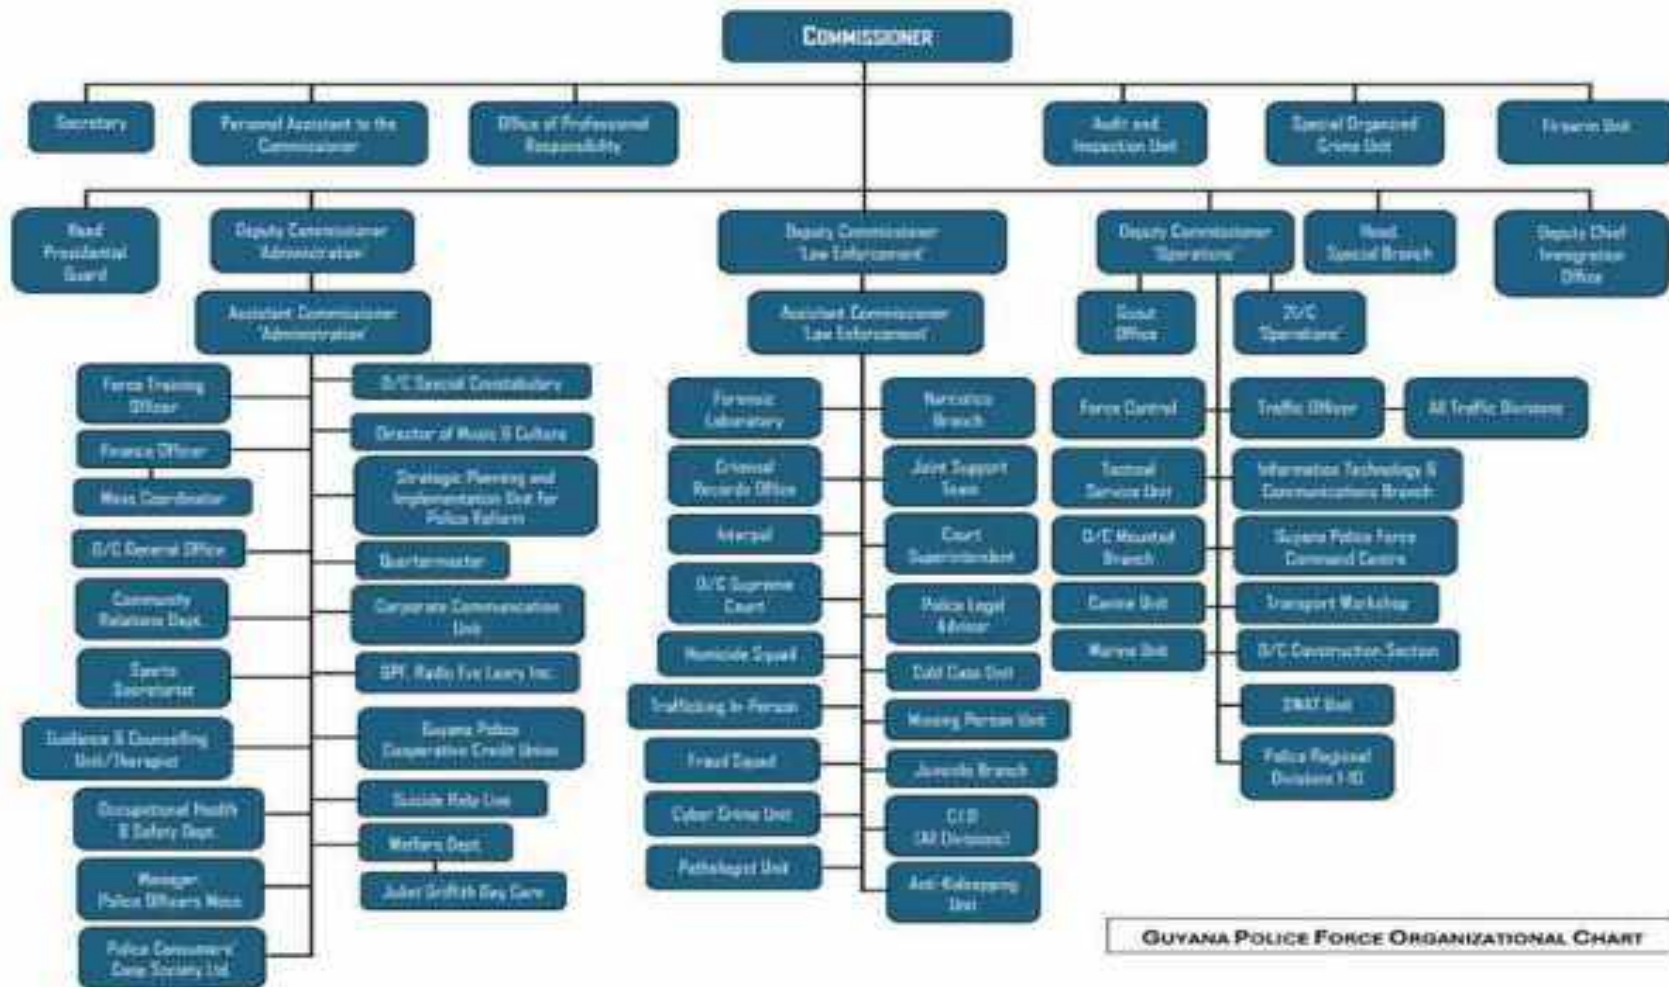 COMMISSIONER
Secretary
Personal Assistant to the
Commissioner
Office of Professional
Responsibility
Audit and
Inspection Unit
Special Organized
Crime Unit
Firearm Unit
Head
Presidential
Guard
Deputy Commissioner
'Administration'
Deputy Commissioner
'Law Enforcement'
Deputy Commissioner
'Operations'
Head
Special Branch
Deputy Chief
Immigration
Office
Assistant Commissioner
'Administration'
Assistant Commissioner
'Law Enforcement'
Scout
Office
2I/C
'Operations'
Force Training
Officer
O/C Special Constabulary
Finance Officer
Director of Music & Culture
Mess Coordinator
Strategic Planning and
Implementation Unit for
Police Reform
O/C General Office
Quartermaster
Community
Relations Dept.
Corporate Communication
Unit
Sports
Secretariat
GPF. Radio Eve Leary Inc.
Guidance & Counselling
Unit/Therapist
Guyana Police
Cooperative Credit Union
Occupational Health
& Safety Dept.
Suicide Help Line
Welfare Dept.
Manager
Police Officers Mess
Juliet Griffith Day Care
Police Consumers'
Coop Society Ltd.
Forensic
Laboratory
Narcotics
Branch
Criminal
Records Office
Joint Support
Team
Interpol
Court
Superintendent
O/C Supreme
Court
Police Legal
Advisor
Homicide Squad
Cold Case Unit
Trafficking In Person
Missing Person Unit
Fraud Squad
Juvenile Branch
Cyber Crime Unit
C.I.D
(All Divisions)
Pathologist Unit
Anti-Kidnapping
Unit
Force Control
Traffic Officer
All Traffic Divisions
Tactical
Service Unit
Information Technology &
Communications Branch
O/C Mounted
Branch
Guyana Police Force
Command Centre
Canine Unit
Transport Workshop
Marine Unit
O/C Construction Section
SWAT Unit
Police Regional
Divisions 1-10
GUYANA POLICE FORCE ORGANIZATIONAL CHART